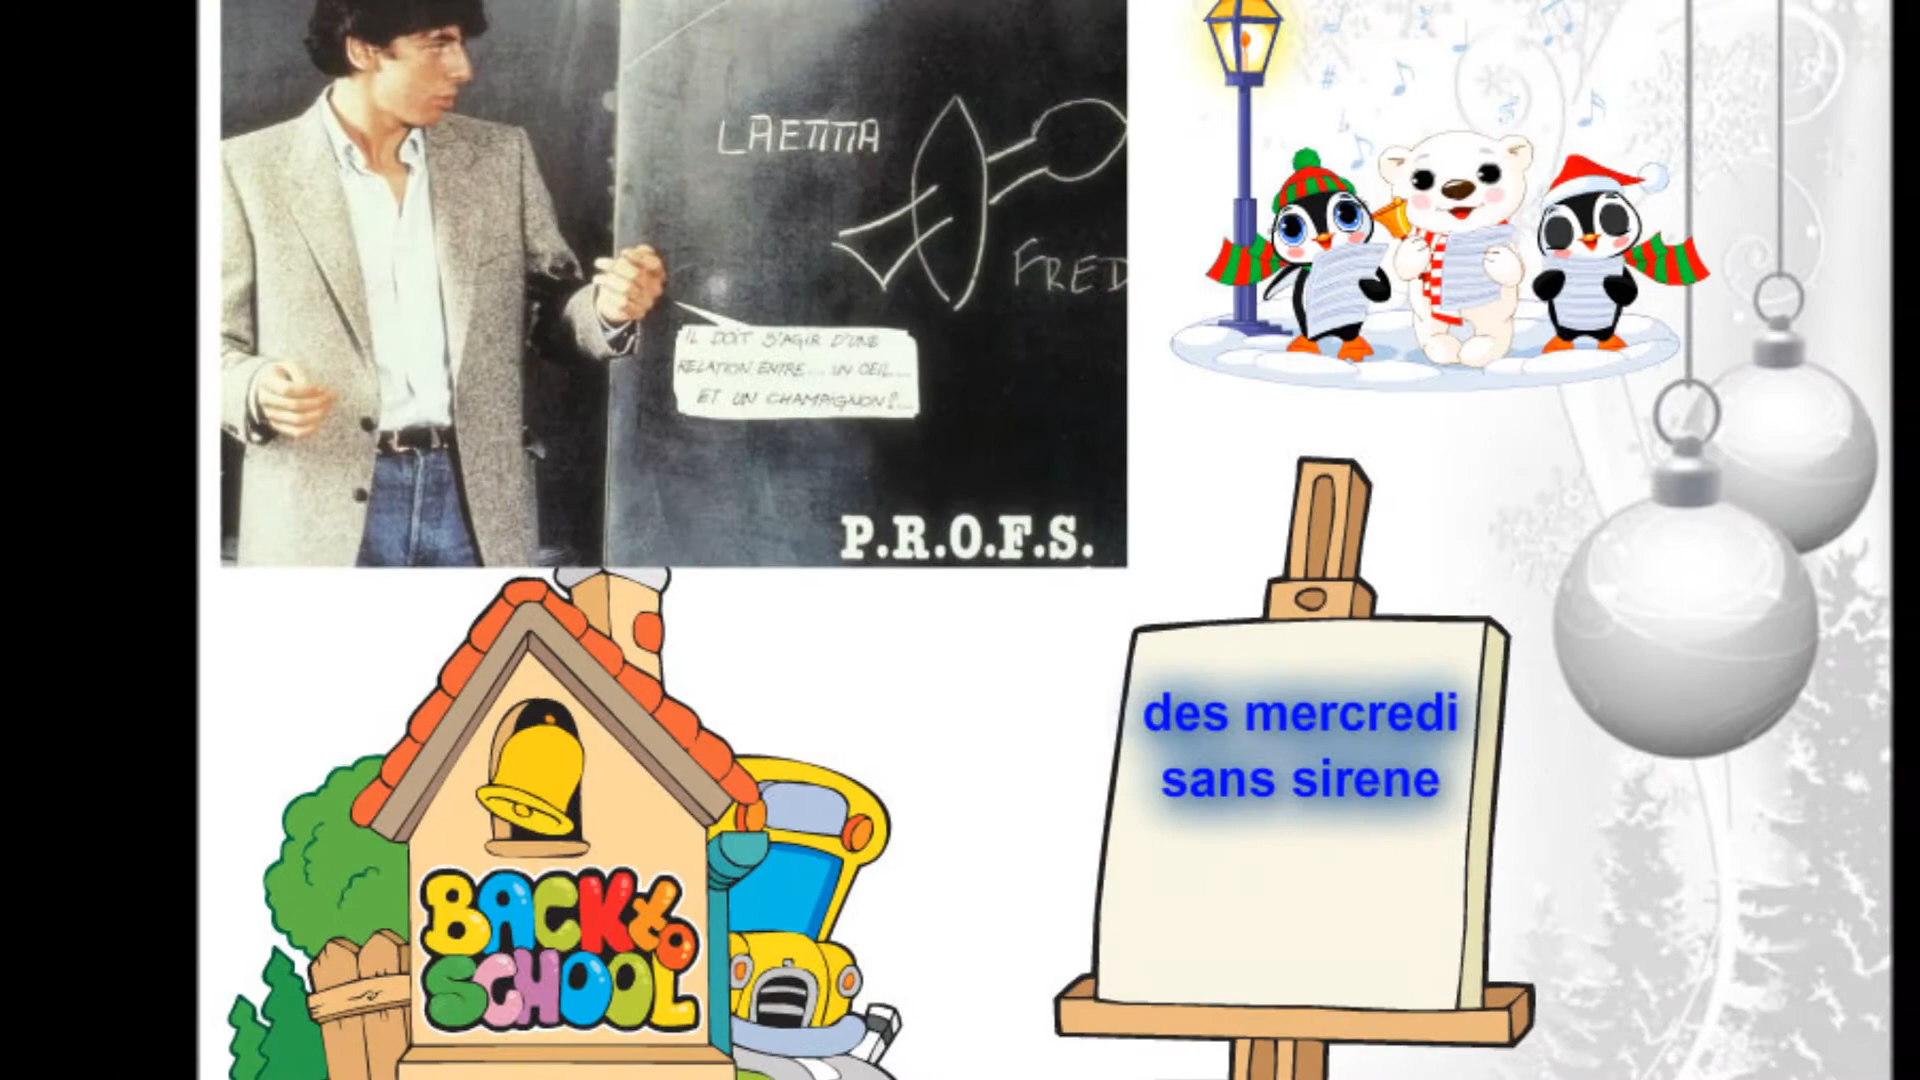 LAETITIA
FRED
IL DOIT S'AGIR D'UNE
RELATION ENTRE... UN OEIL...
ET UN CHAMPIGNON?...
P.R.O.F.S.
BACK to
SCHOOL
des mercredi
sans sirene